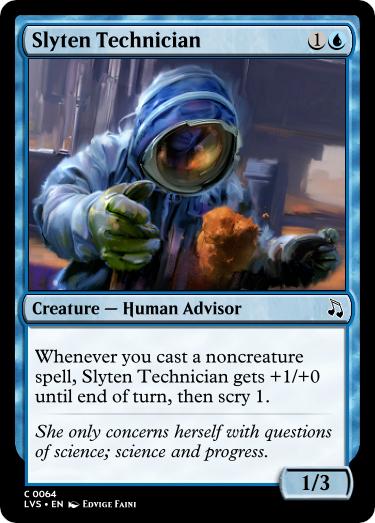 Slyten Technician 1
Creature — Human Advisor
Whenever you cast a noncreature
spell, Slyten Technician gets +1/+0
until end of turn, then scry 1.
She only concerns herself with questions
of science; science and progress.
1/3
C 0064
LVS • EN Edvige Faini